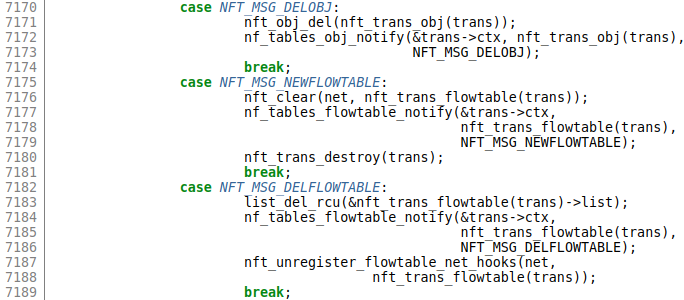 7170 case NFT_MSG_DELOBJ:
7171 nft_obj_del(nft_trans_obj(trans));
7172 nf_tables_obj_notify(&trans->ctx, nft_trans_obj(trans),
7173 NFT_MSG_DELOBJ);
7174 break;
7175 case NFT_MSG_NEWFLOWTABLE:
7176 nft_clear(net, nft_trans_flowtable(trans));
7177 nf_tables_flowtable_notify(&trans->ctx,
7178 nft_trans_flowtable(trans),
7179 NFT_MSG_NEWFLOWTABLE);
7180 nft_trans_destroy(trans);
7181 break;
7182 case NFT_MSG_DELFLOWTABLE:
7183 list_del_rcu(&nft_trans_flowtable(trans)->list);
7184 nf_tables_flowtable_notify(&trans->ctx,
7185 nft_trans_flowtable(trans),
7186 NFT_MSG_DELFLOWTABLE);
7187 nft_unregister_flowtable_net_hooks(net,
7188 nft_trans_flowtable(trans));
7189 break;